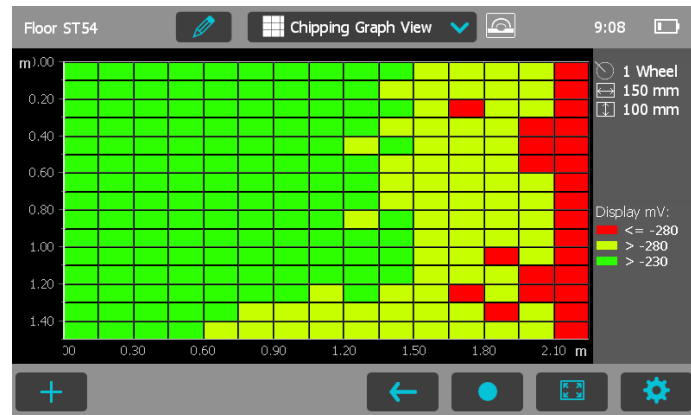 Floor ST54
Chipping Graph View
9:08
m).00
0.20
0.40
0.60
0.80
1.00
1.20
1.40
00 0.30 0.60 0.90 1.20 1.50 1.80 2.10 m
1 Wheel
150 mm
100 mm
Display mV:
<= -280
> -280
> -230